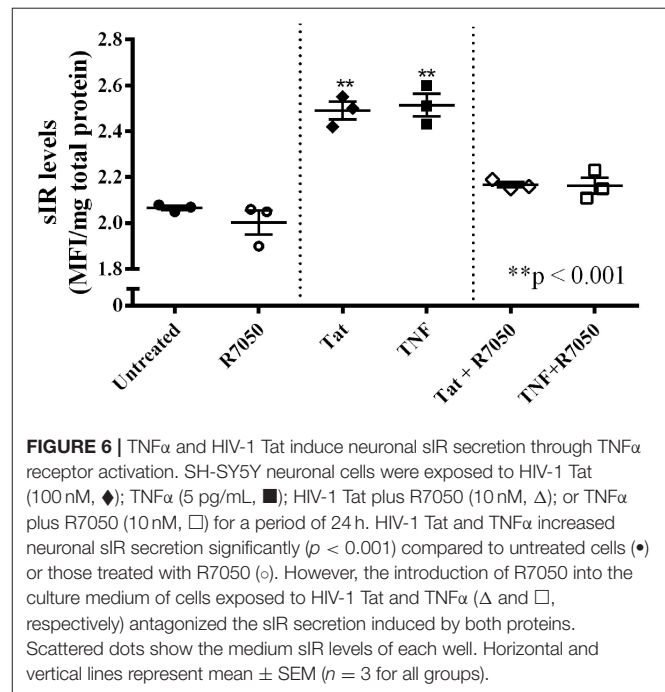 sIR levels
(MFI/mg total protein)
2.8
2.6
2.4
2.2
2.0
1.8
0
**
**
**p < 0.001
Untreated
R7050
Tat
TNF
Tat + R7050
TNF+R7050
FIGURE 6 | TNFα and HIV-1 Tat induce neuronal sIR secretion through TNFα
receptor activation. SH-SY5Y neuronal cells were exposed to HIV-1 Tat
(100 nM, ♦); TNFα (5 pg/mL, ■); HIV-1 Tat plus R7050 (10 nM, Δ); or TNFα
plus R7050 (10 nM, □) for a period of 24 h. HIV-1 Tat and TNFα increased
neuronal sIR secretion significantly (p < 0.001) compared to untreated cells (•)
or those treated with R7050 (○). However, the introduction of R7050 into the
culture medium of cells exposed to HIV-1 Tat and TNFα (Δ and □,
respectively) antagonized the sIR secretion induced by both proteins.
Scattered dots show the medium sIR levels of each well. Horizontal and
vertical lines represent mean ± SEM (n = 3 for all groups).